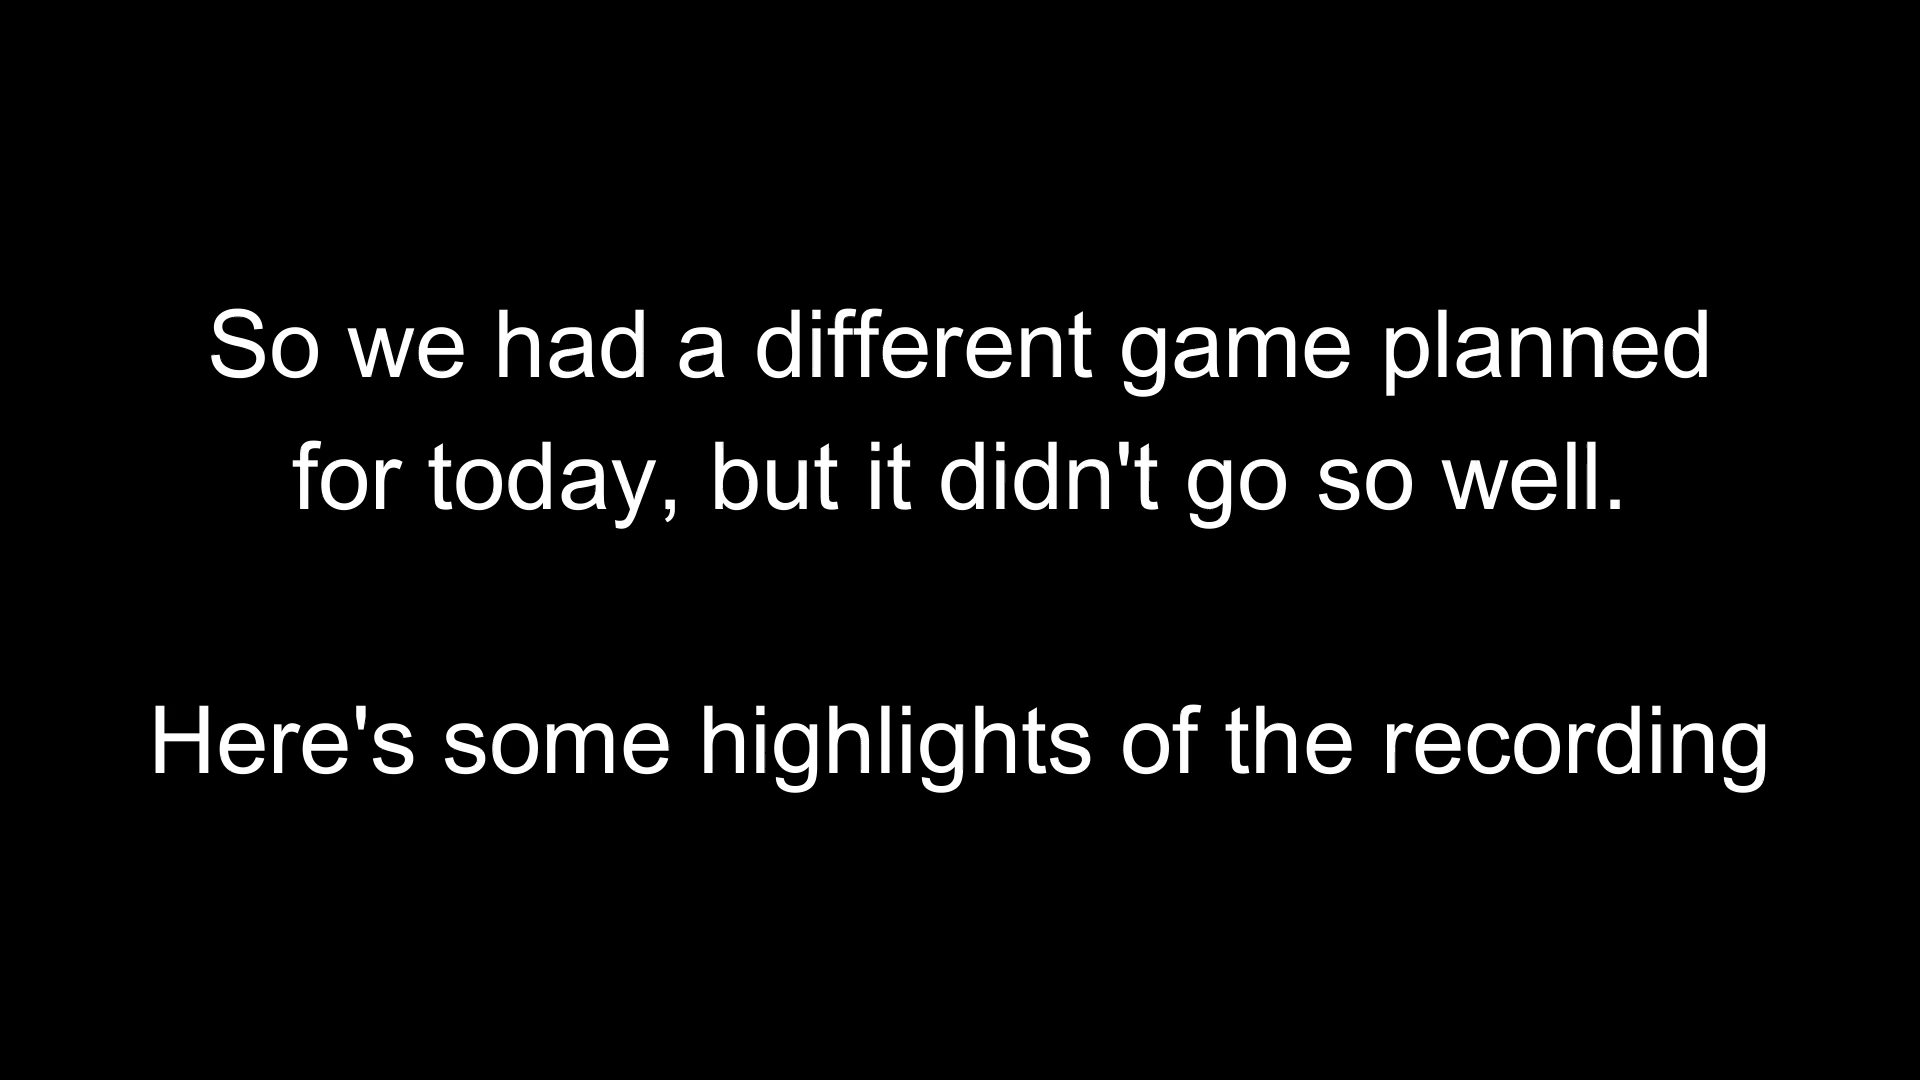 So we had a different game planned
for today, but it didn't go so well.
Here's some highlights of the recording